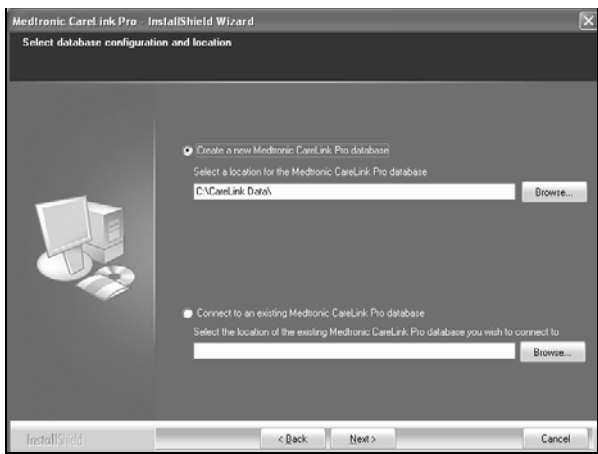 Medtronic CareLink Pro - InstallShield Wizard
Select database configuration and location
Create a new Medtronic CareLink Pro database
Select a location for the Medtronic CareLink Pro database
C:\CareLink Data\
Browse...
Connect to an existing Medtronic CareLink Pro database
Select the location of the existing Medtronic CareLink Pro database you wish to connect to
Browse...
InstallShield
< Back Next > Cancel